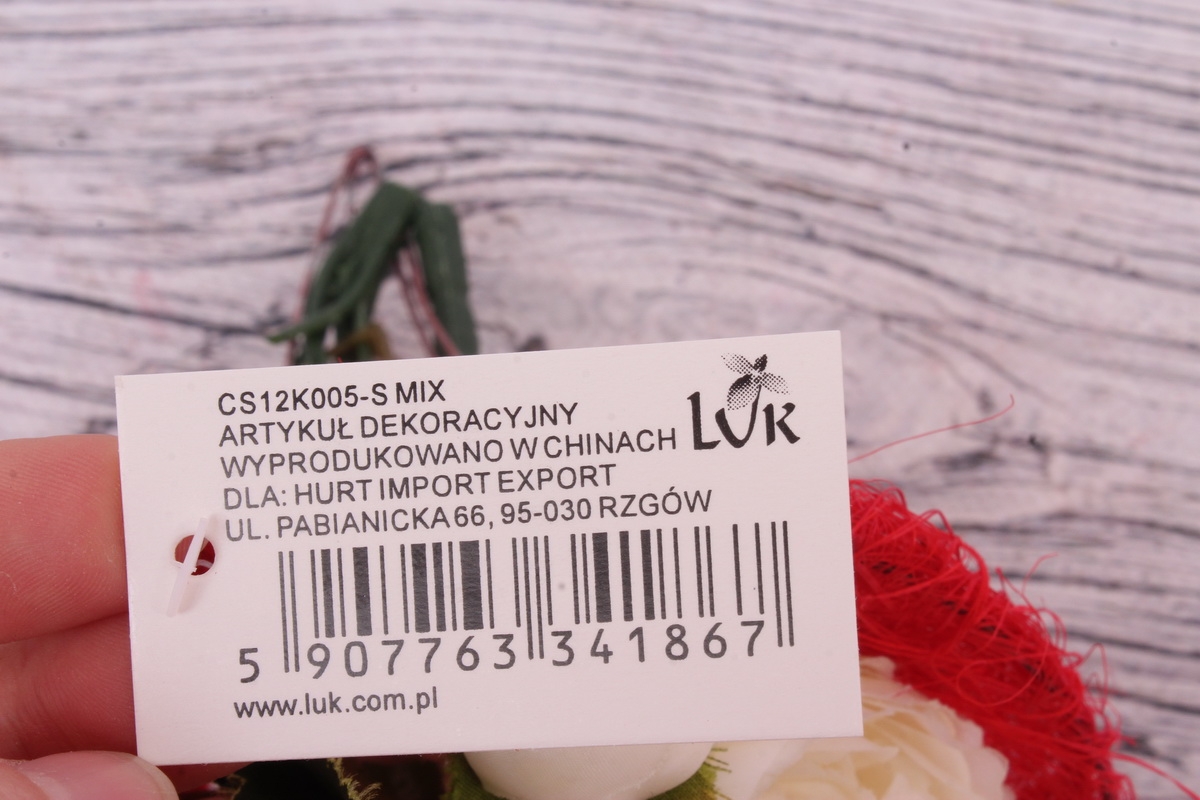 CS12K005-S MIX
ARTYKUŁ DEKORACYJNY
WYPRODUKOWANO W CHINACH
DLA: HURT IMPORT EXPORT
UL. PABIANICKA 66, 95-030 RZGÓW
LUK
5 907763 341867
www.luk.com.pl